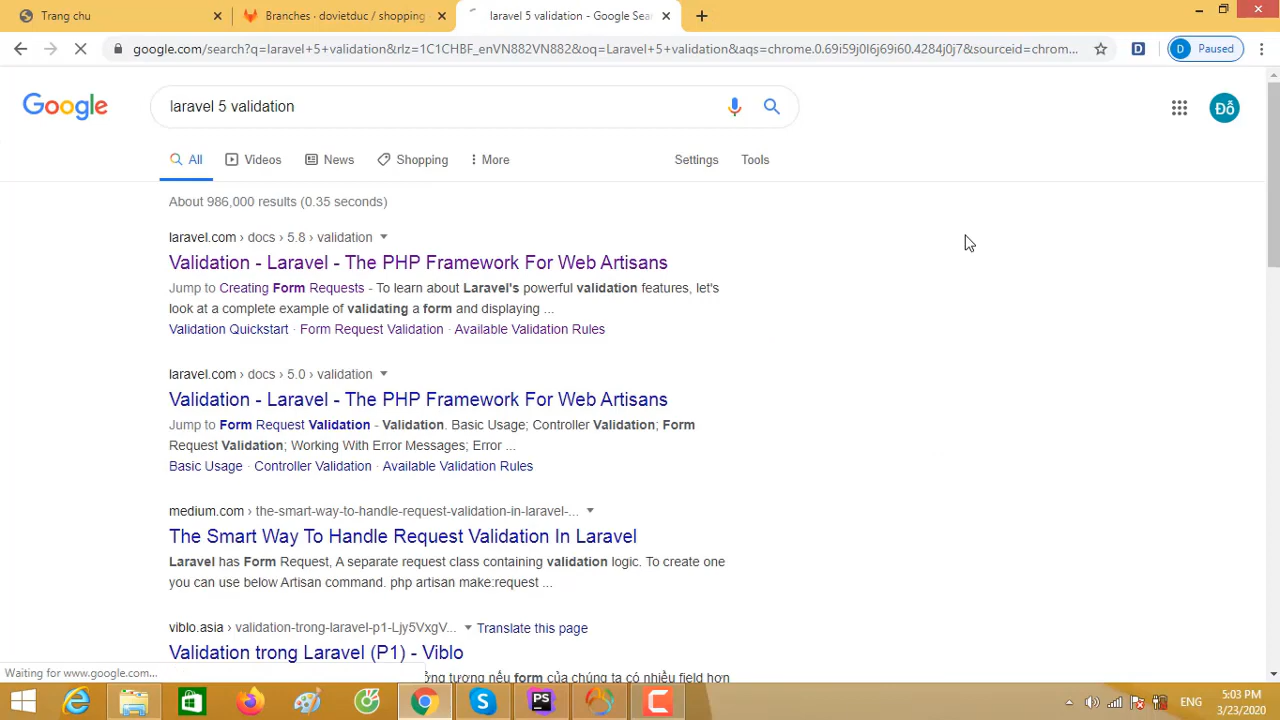 Trang chu
Branches · dovietduc / shopping
laravel 5 validation - Google Sear
google.com/search?q=laravel+5+validation&rlz=1C1CHBF_enVN882VN882&oq=Laravel+5+validation&aqs=chrome.0.69i59j0l6j69i60.4284j0j7&sourceid=chrom...
D
D Paused
Google
laravel 5 validation
Đỗ
All
Videos
News
Shopping
More
Settings
Tools
About 986,000 results (0.35 seconds)
laravel.com › docs › 5.8 › validation
Validation - Laravel - The PHP Framework For Web Artisans
Jump to Creating Form Requests - To learn about Laravel's powerful validation features, let's
look at a complete example of validating a form and displaying ...
Validation Quickstart · Form Request Validation · Available Validation Rules
laravel.com › docs › 5.0 › validation
Validation - Laravel - The PHP Framework For Web Artisans
Jump to Form Request Validation - Validation. Basic Usage; Controller Validation; Form
Request Validation; Working With Error Messages; Error ...
Basic Usage · Controller Validation · Available Validation Rules
medium.com › the-smart-way-to-handle-request-validation-in-laravel-...
The Smart Way To Handle Request Validation In Laravel
Laravel has Form Request, A separate request class containing validation logic. To create one
you can use below Artisan command. php artisan make:request ...
viblo.asia › validation-trong-laravel-p1-Ljy5VxgV... Translate this page
Validation trong Laravel (P1) - Viblo
tượng nếu form của chúng ta có nhiều field hơn
Waiting for www.google.com...
PS
ENG
5:03 PM
3/23/2020